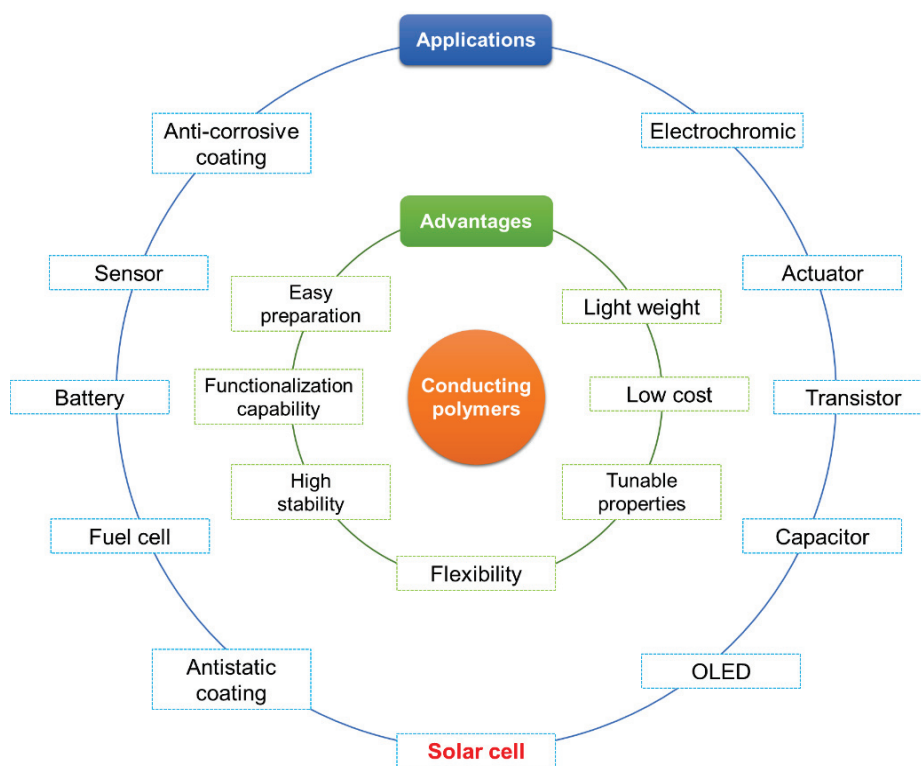 Applications
Anti-corrosive
coating
Electrochromic
Advantages
Sensor
Actuator
Easy
preparation
Light weight
Conducting
polymers
Battery
Functionalization
capability
Low cost
Transistor
High
stability
Tunable
properties
Fuel cell
Capacitor
Flexibility
Antistatic
coating
OLED
Solar cell